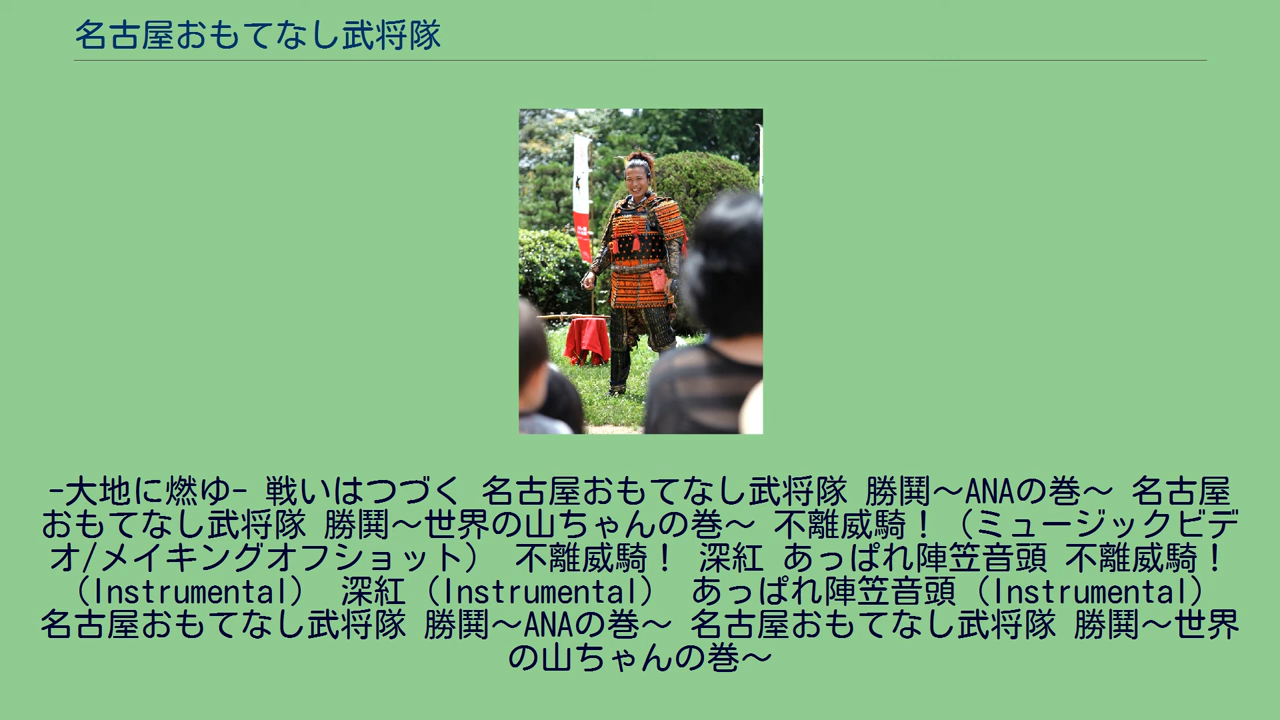 名古屋おもてなし武将隊
-大地に燃ゆ- 戦いはつづく 名古屋おもてなし武将隊 勝鬨～ANAの巻～ 名古屋
おもてなし武将隊 勝鬨～世界の山ちゃんの巻～ 不離威騎！（ミュージックビデ
オ/メイキングオフショット） 不離威騎！ 深紅 あっぱれ陣笠音頭 不離威騎！
（Instrumental） 深紅（Instrumental） あっぱれ陣笠音頭（Instrumental）
名古屋おもてなし武将隊 勝鬨～ANAの巻～ 名古屋おもてなし武将隊 勝鬨～世界
の山ちゃんの巻～